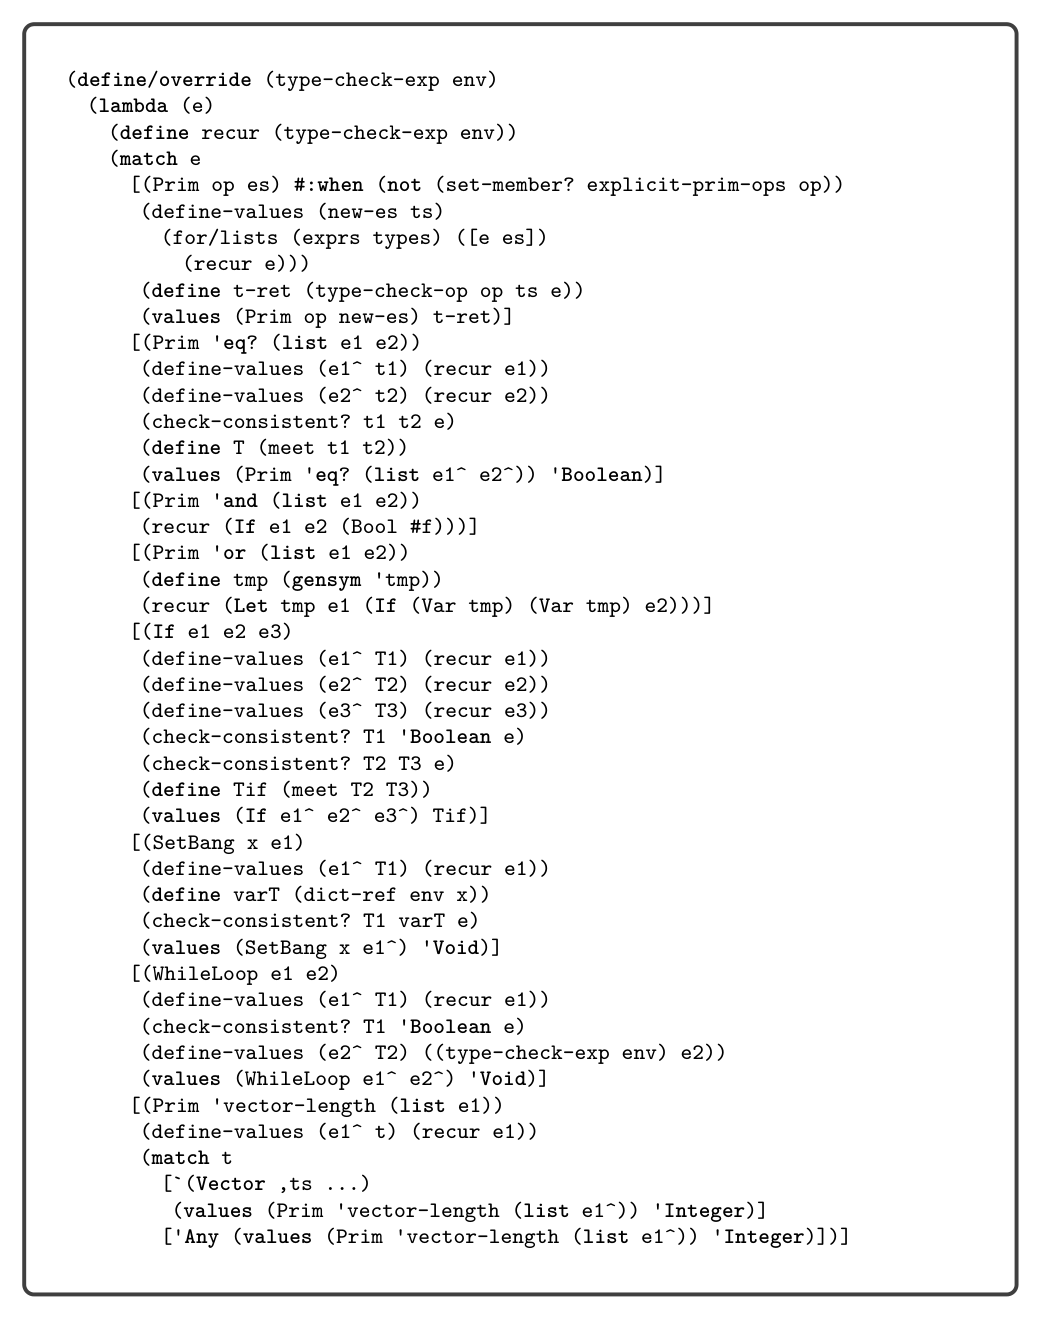 (define/override (type-check-exp env)
  (lambda (e)
    (define recur (type-check-exp env))
    (match e
      [(Prim op es) #:when (not (set-member? explicit-prim-ops op))
       (define-values (new-es ts)
         (for/lists (exprs types) ([e es])
           (recur e)))
       (define t-ret (type-check-op op ts e))
       (values (Prim op new-es) t-ret)]
      [(Prim 'eq? (list e1 e2))
       (define-values (e1^ t1) (recur e1))
       (define-values (e2^ t2) (recur e2))
       (check-consistent? t1 t2 e)
       (define T (meet t1 t2))
       (values (Prim 'eq? (list e1^ e2^)) 'Boolean)]
      [(Prim 'and (list e1 e2))
       (recur (If e1 e2 (Bool #f)))]
      [(Prim 'or (list e1 e2))
       (define tmp (gensym 'tmp))
       (recur (Let tmp e1 (If (Var tmp) (Var tmp) e2)))]
      [(If e1 e2 e3)
       (define-values (e1^ T1) (recur e1))
       (define-values (e2^ T2) (recur e2))
       (define-values (e3^ T3) (recur e3))
       (check-consistent? T1 'Boolean e)
       (check-consistent? T2 T3 e)
       (define Tif (meet T2 T3))
       (values (If e1^ e2^ e3^) Tif)]
      [(SetBang x e1)
       (define-values (e1^ T1) (recur e1))
       (define varT (dict-ref env x))
       (check-consistent? T1 varT e)
       (values (SetBang x e1^) 'Void)]
      [(WhileLoop e1 e2)
       (define-values (e1^ T1) (recur e1))
       (check-consistent? T1 'Boolean e)
       (define-values (e2^ T2) ((type-check-exp env) e2))
       (values (WhileLoop e1^ e2^) 'Void)]
      [(Prim 'vector-length (list e1))
       (define-values (e1^ t) (recur e1))
       (match t
         [`(Vector ,ts ...)
          (values (Prim 'vector-length (list e1^)) 'Integer)]
         ['Any (values (Prim 'vector-length (list e1^)) 'Integer)])]